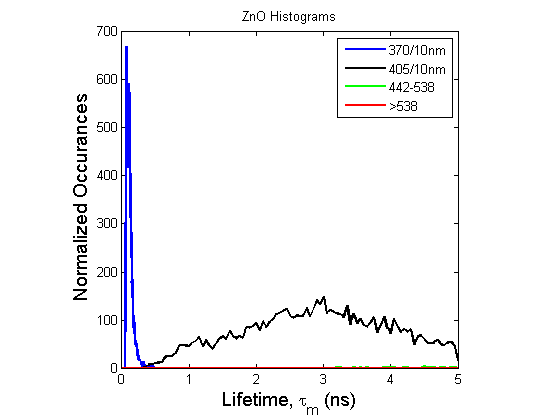 ZnO Histograms
700
600
500
400
300
200
100
0
Normalized Occurances
370/10nm
405/10nm
442-538
>538
0 1 2 3 4 5
Lifetime, τm (ns)